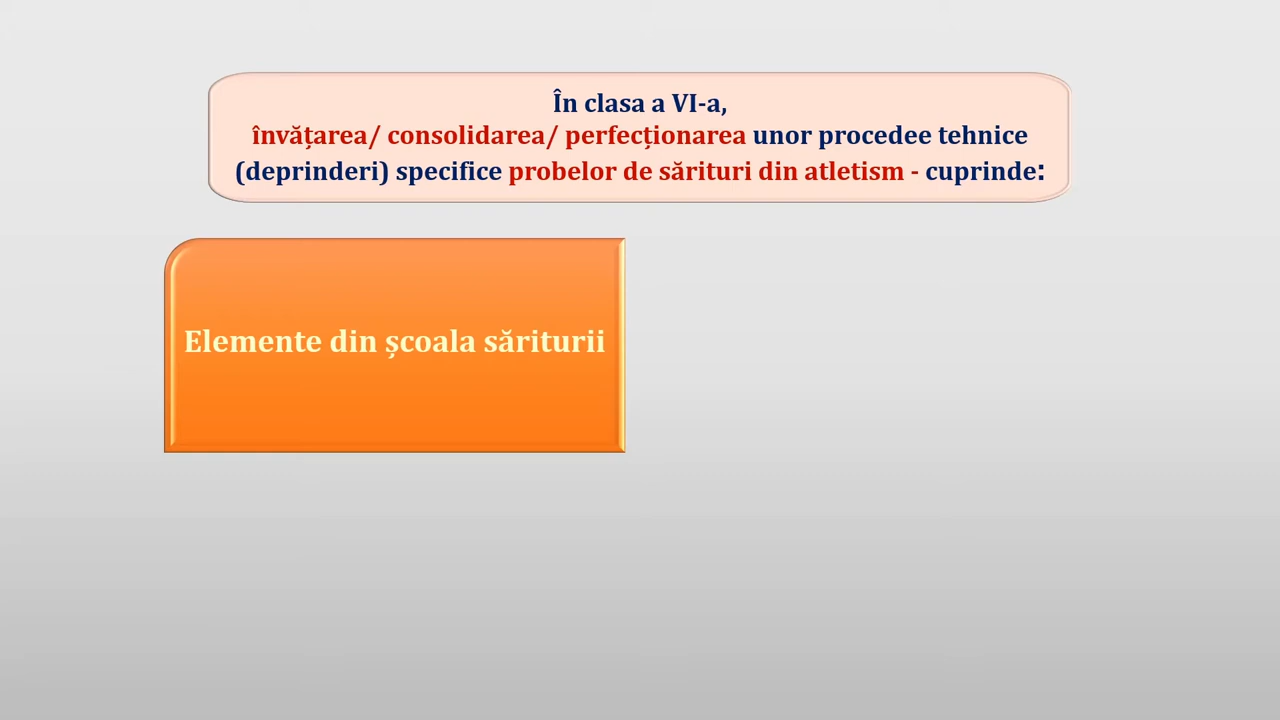 În clasa a VI-a,
învățarea/ consolidarea/ perfecționarea unor procedee tehnice
(deprinderi) specifice probelor de sărituri din atletism - cuprinde:
Elemente din școala săriturii